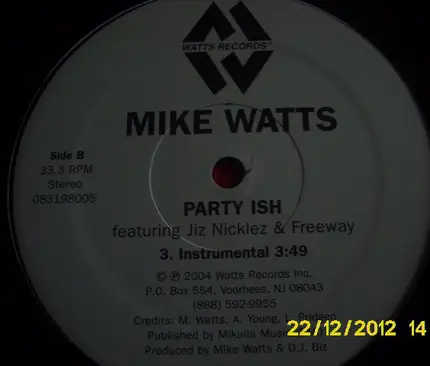 WATTS RECORDS
MIKE WATTS
Side B
33.3 RPM
Stereo
083198005
PARTY ISH
featuring Jiz Nicklez & Freeway
3. Instrumental 3:49
© ℗ 2004 Watts Records Inc.
P.O. Box 554, Voorhees, NJ 08043
(888) 592-9955
Credits: M. Watts, A. Young, L.
Published by Mikaila
Produced by Mike Watts & D.J. Biz
22/12/2012 14